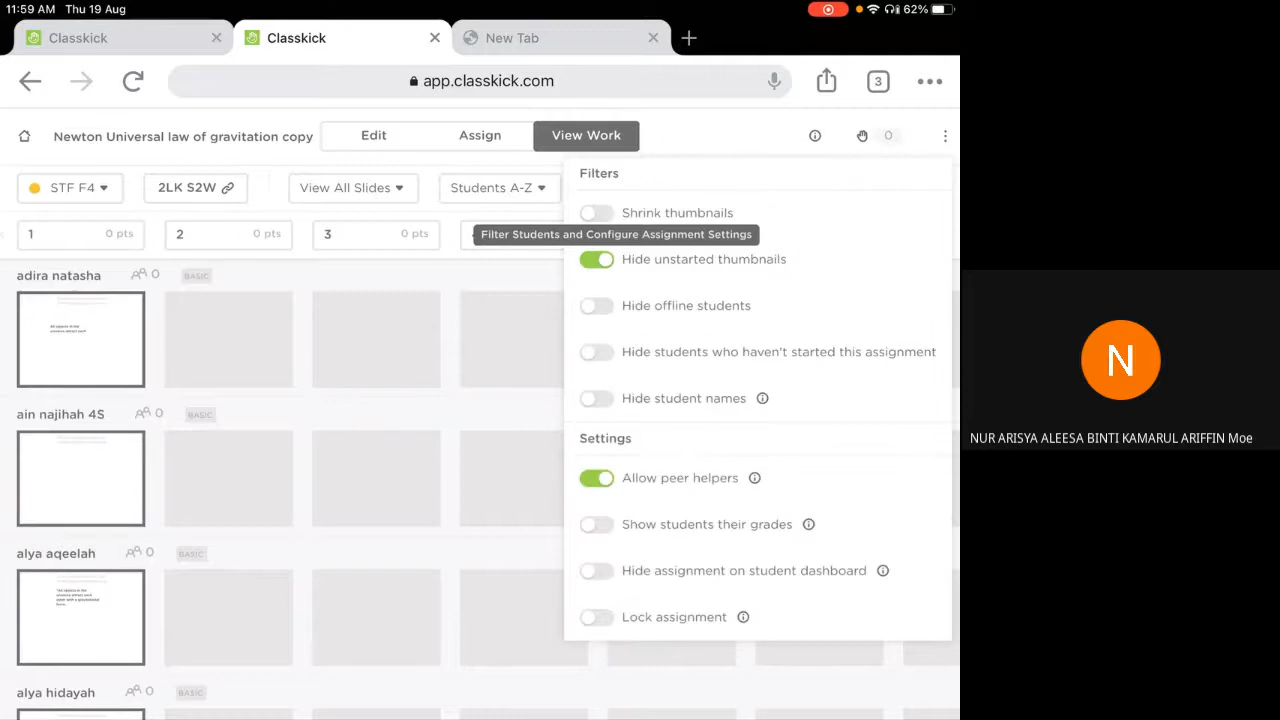 11:59 AM Thu 19 Aug
62%
Classkick
Classkick
New Tab
app.classkick.com
3
Newton Universal law of gravitation copy
Edit
Assign
View Work
0
STF F4
2LK S2W
View All Slides
Students A-Z
1 0 pts
2 0 pts
3 0 pts
Filters
Shrink thumbnails
Filter Students and Configure Assignment Settings
Hide unstarted thumbnails
Hide offline students
Hide students who haven't started this assignment
Hide student names
Settings
Allow peer helpers
Show students their grades
Hide assignment on student dashboard
Lock assignment
adira natasha 0 BASIC
ain najihah 4S 0 BASIC
alya aqeelah 0 BASIC
alya hidayah 0 BASIC
N
NUR ARISYA ALEESA BINTI KAMARUL ARIFFIN Moe